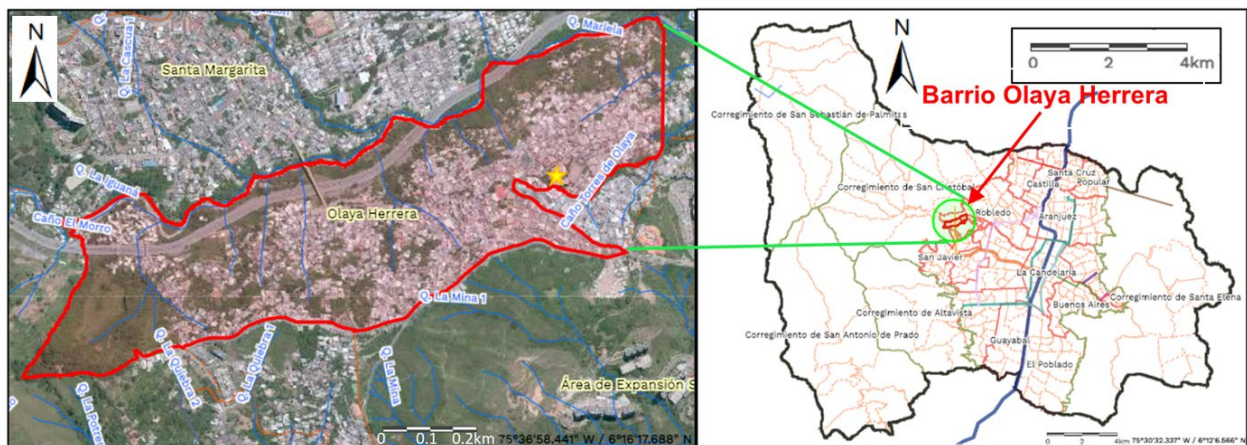 N
Q. La Cascua 1
Santa Margarita
Q. Mariela
Q. La Iguaná
Caño El Morro
Olaya Herrera
Caño Torres de Olaya
Q. La Mina 1
Q. La Quiebra 1
Q. La Quiebra 2
Q. La Mina
Área de Expansión S
0 0.1 0.2km
75°36'58.441" W / 6°16'17.688" N
N
0 2 4km
Barrio Olaya Herrera
Corregimiento de San Sebastián de-Palmitas
Santa Cruz
Castilla
Popular
Corregimiento de San Cristóbal
Robledo
Aranjuez
San Javier
La Candelaria
Buenos Aires
Corregimiento de Santa Elena
Corregimiento de Altavista
Corregimiento de San Antonio de Prado
Guayabal
El Poblado
0 2 4km
75°30'32.337" W / 6°12'6.566" N